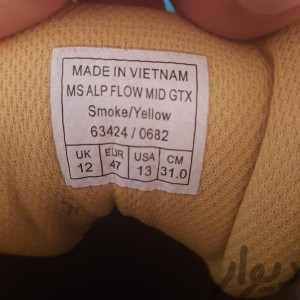 MADE IN VIETNAM
MS ALP FLOW MID GTX
Smoke/Yellow
63424 / 0682
UK EUR USA CM
12 47 13 31.0
دیوار